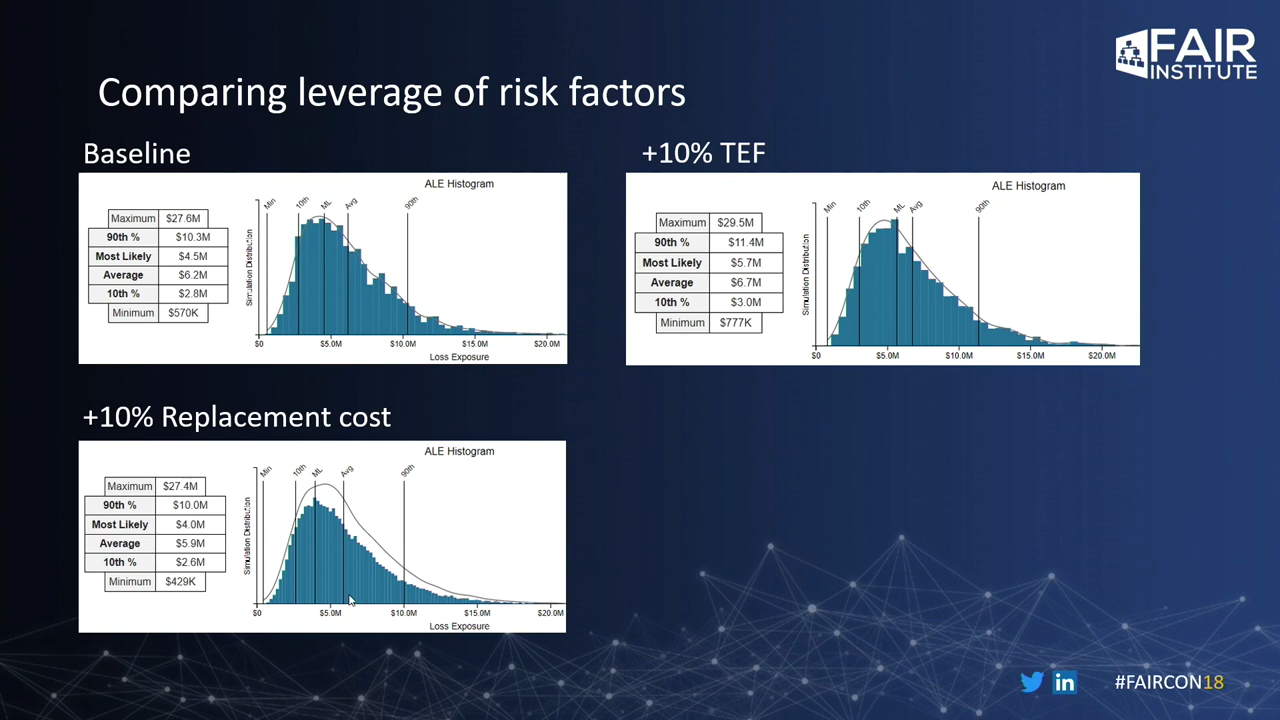 FAIR
INSTITUTE
Comparing leverage of risk factors
Baseline
ALE Histogram
Maximum $27.6M
90th % $10.3M
Most Likely $4.5M
Average $6.2M
10th % $2.8M
Minimum $570K
Simulation Distribution
Min 10th ML Avg 90th
$0 $5.0M $10.0M $15.0M $20.0M
Loss Exposure
+10% TEF
ALE Histogram
Maximum $29.5M
90th % $11.4M
Most Likely $5.7M
Average $6.7M
10th % $3.0M
Minimum $777K
Simulation Distribution
Min 10th ML Avg 90th
$0 $5.0M $10.0M $15.0M $20.0M
+10% Replacement cost
ALE Histogram
Maximum $27.4M
90th % $10.0M
Most Likely $4.0M
Average $5.9M
10th % $2.6M
Minimum $429K
Simulation Distribution
Min 10th ML Avg 90th
$0 $5.0M $10.0M $15.0M $20.0M
Loss Exposure
in
#FAIRCON18